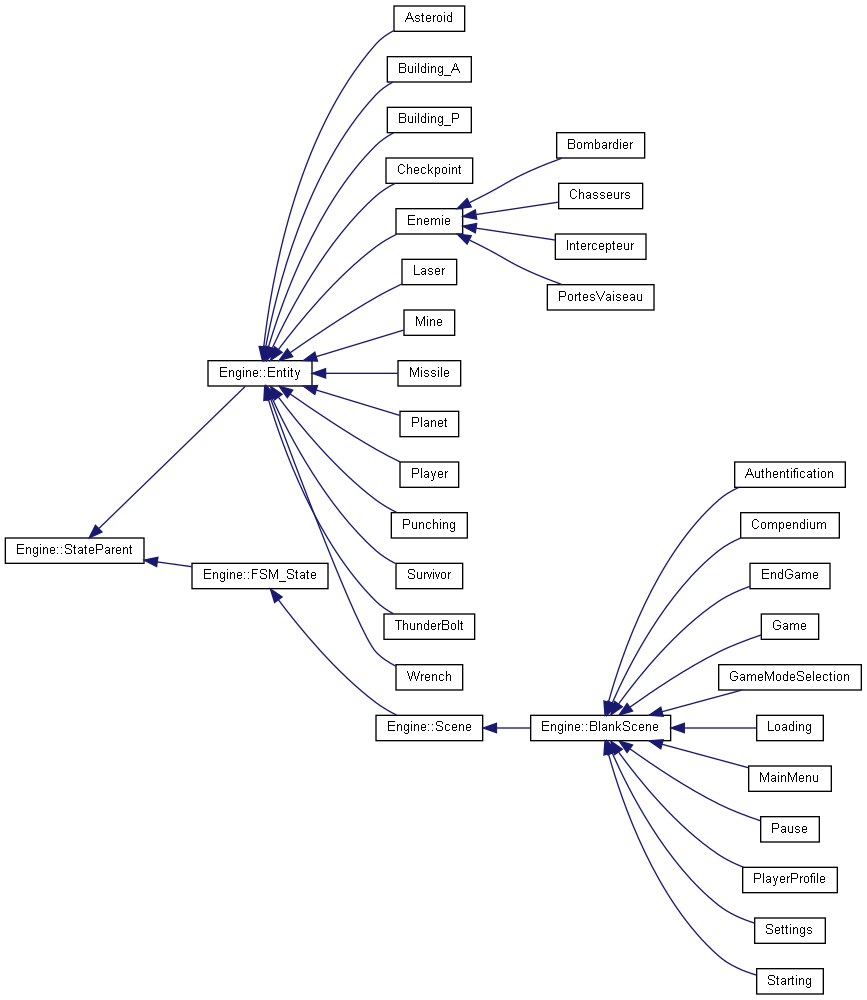 Asteroid
Building_A
Building_P
Checkpoint
Bombardier
Chasseurs
Enemie
Intercepteur
Laser
PortesVaiseau
Mine
Engine::Entity
Missile
Planet
Player
Authentification
Punching
Compendium
Engine::StateParent
Engine::FSM_State
Survivor
EndGame
ThunderBolt
Game
Wrench
GameModeSelection
Engine::Scene
Engine::BlankScene
Loading
MainMenu
Pause
PlayerProfile
Settings
Starting